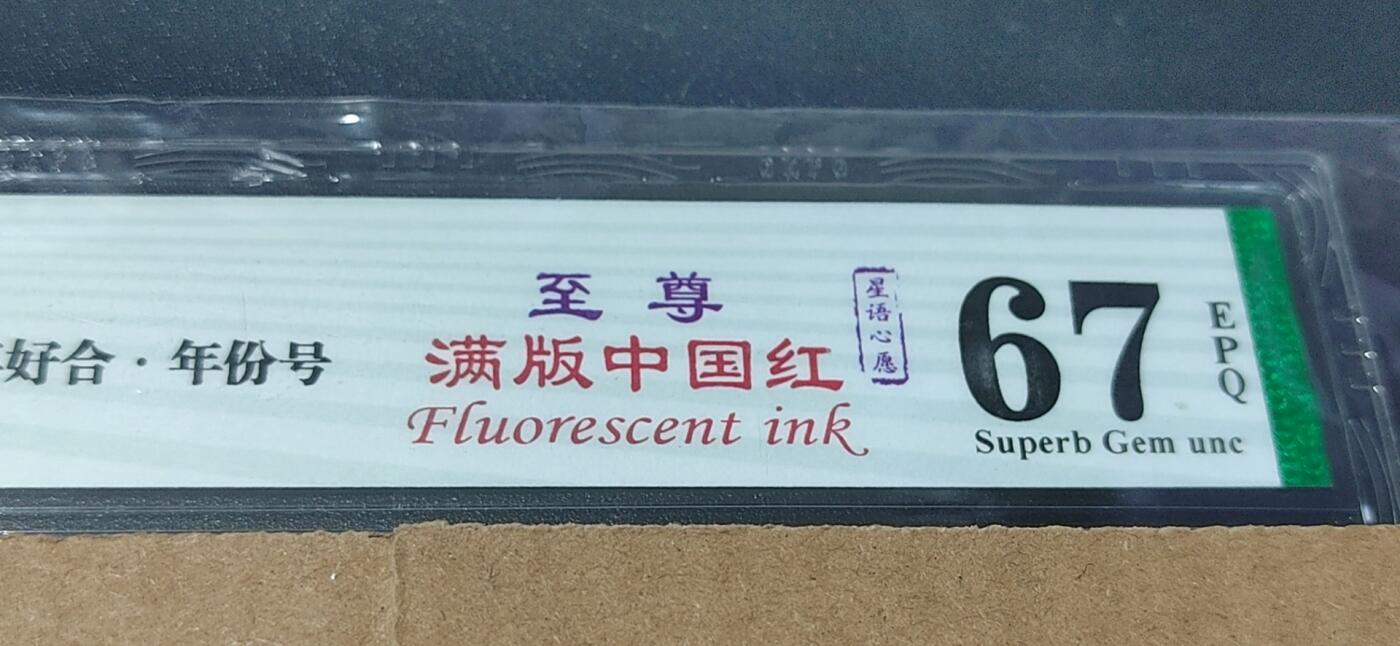 好合·年份号
至尊
满版中国红
Fluorescent ink
星语心愿
67
EPQ
Superb Gem unc